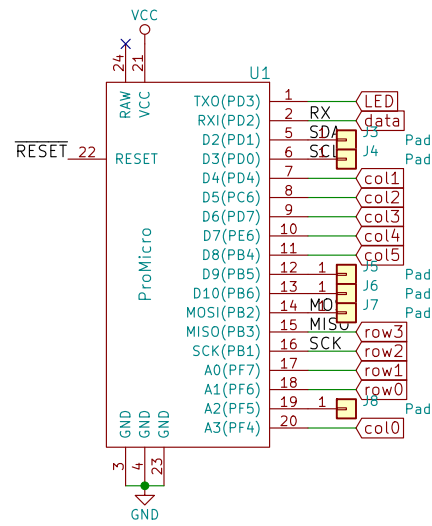 VCC
24
21
U1
RAW
VCC
TXO(PD3) 1 LED
RXI(PD2) 2 RX data
D2(PD1) 5 SDA 1 J3 Pad
D3(PD0) 6 SCL 1 J4 Pad
RESET 22 RESET
D4(PD4) 7 col1
D5(PC6) 8 col2
D6(PD7) 9 col3
D7(PE6) 10 col4
D8(PB4) 11 col5
D9(PB5) 12 1 J5 Pad
D10(PB6) 13 1 J6 Pad
MOSI(PB2) 14 MOSI 1 J7 Pad
MISO(PB3) 15 MISO row3
SCK(PB1) 16 SCK row2
A0(PF7) 17 row1
A1(PF6) 18 row0
A2(PF5) 19 1 J8 Pad
A3(PF4) 20 col0
ProMicro
GND GND GND
3 4 23
GND